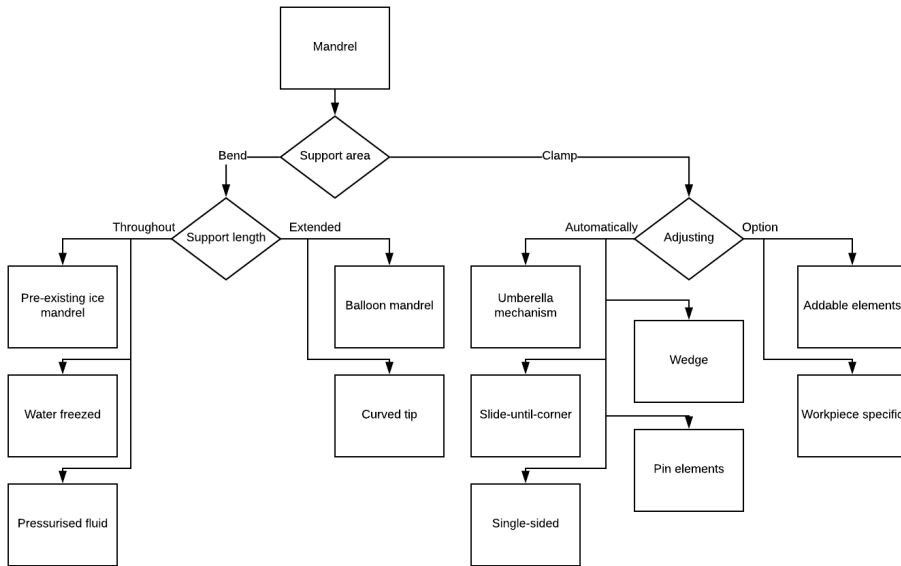 Mandrel
Support area
Bend
Clamp
Throughout
Support length
Extended
Automatically
Adjusting
Option
Pre-existing ice
mandrel
Balloon mandrel
Umberella
mechanism
Addable elements
Wedge
Water freezed
Curved tip
Slide-until-corner
Workpiece specific
Pin elements
Pressurised fluid
Single-sided